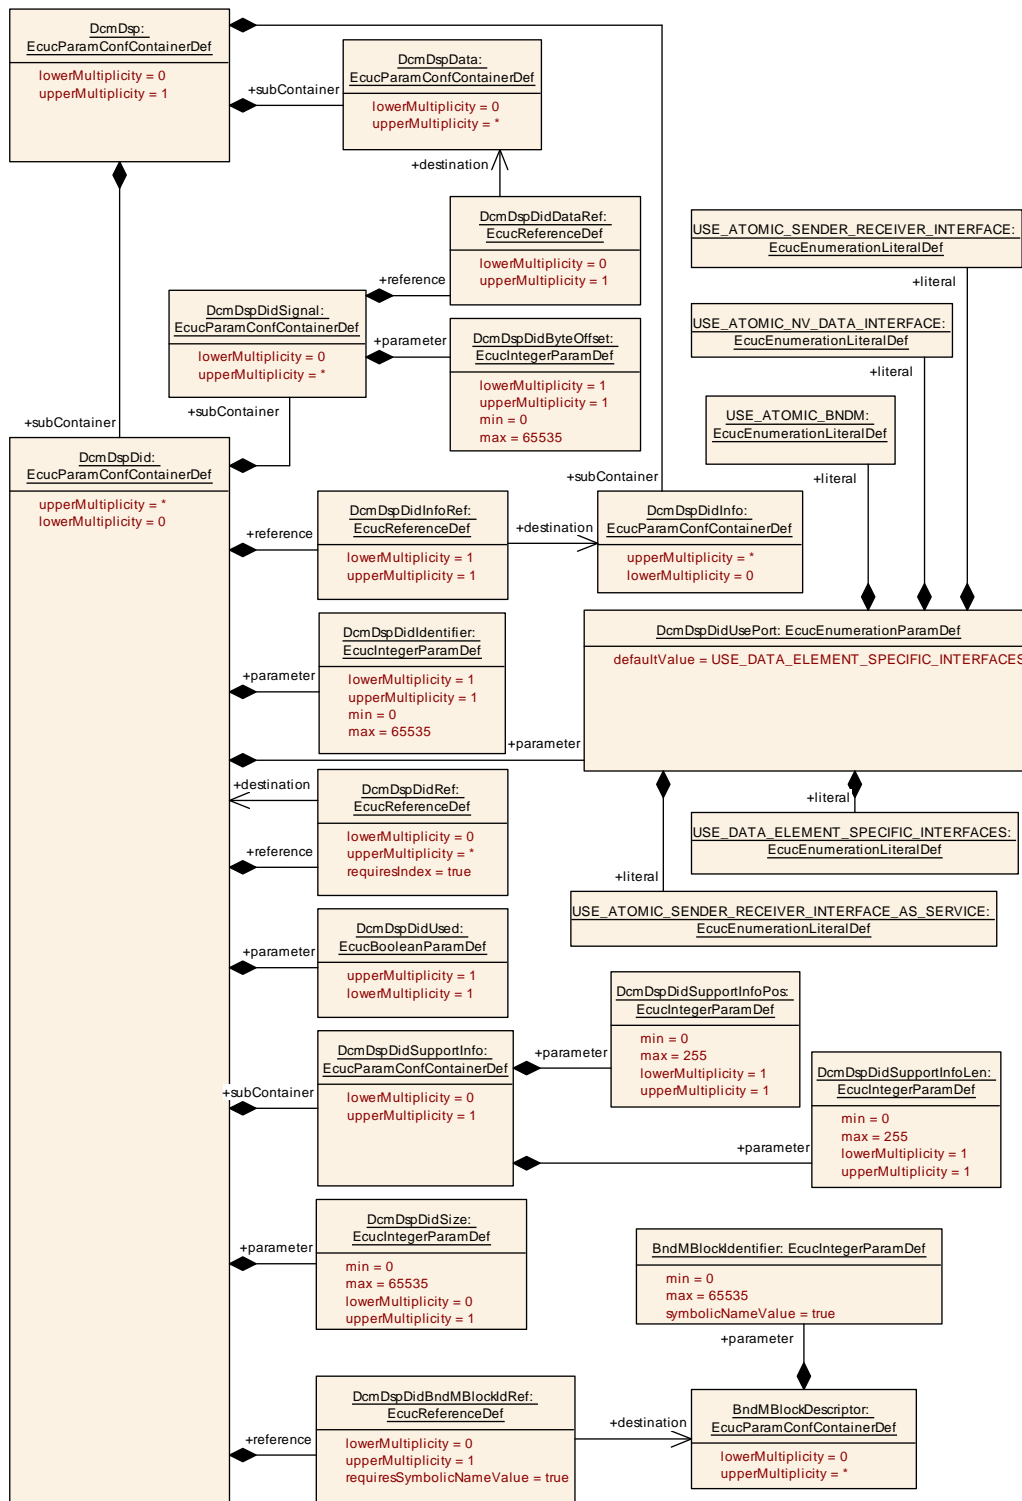 DcmDsp:
EcucParamConfContainerDef
lowerMultiplicity = 0
upperMultiplicity = 1
+subContainer
DcmDspData:
EcucParamConfContainerDef
lowerMultiplicity = 0
upperMultiplicity = *
+destination
DcmDspDidDataRef:
EcucReferenceDef
lowerMultiplicity = 0
upperMultiplicity = 1
+reference
USE_ATOMIC_SENDER_RECEIVER_INTERFACE:
EcucEnumerationLiteralDef
+literal
DcmDspDidSignal:
EcucParamConfContainerDef
lowerMultiplicity = 0
upperMultiplicity = *
+parameter
DcmDspDidByteOffset:
EcucIntegerParamDef
lowerMultiplicity = 1
upperMultiplicity = 1
min = 0
max = 65535
USE_ATOMIC_NV_DATA_INTERFACE:
EcucEnumerationLiteralDef
+literal
+subContainer
USE_ATOMIC_BNDM:
EcucEnumerationLiteralDef
+literal
+subContainer
DcmDspDid:
EcucParamConfContainerDef
upperMultiplicity = *
lowerMultiplicity = 0
+subContainer
+reference
DcmDspDidInfoRef:
EcucReferenceDef
lowerMultiplicity = 1
upperMultiplicity = 1
+destination
DcmDspDidInfo:
EcucParamConfContainerDef
upperMultiplicity = *
lowerMultiplicity = 0
+parameter
DcmDspDidIdentifier:
EcucIntegerParamDef
lowerMultiplicity = 1
upperMultiplicity = 1
min = 0
max = 65535
DcmDspDidUsePort: EcucEnumerationParamDef
defaultValue = USE_DATA_ELEMENT_SPECIFIC_INTERFACES
+parameter
+destination
DcmDspDidRef:
EcucReferenceDef
lowerMultiplicity = 0
upperMultiplicity = *
requiresIndex = true
+reference
+literal
USE_DATA_ELEMENT_SPECIFIC_INTERFACES:
EcucEnumerationLiteralDef
+literal
USE_ATOMIC_SENDER_RECEIVER_INTERFACE_AS_SERVICE:
EcucEnumerationLiteralDef
+parameter
DcmDspDidUsed:
EcucBooleanParamDef
upperMultiplicity = 1
lowerMultiplicity = 1
+subContainer
DcmDspDidSupportInfo:
EcucParamConfContainerDef
lowerMultiplicity = 0
upperMultiplicity = 1
+parameter
DcmDspDidSupportInfoPos:
EcucIntegerParamDef
min = 0
max = 255
lowerMultiplicity = 1
upperMultiplicity = 1
+parameter
DcmDspDidSupportInfoLen:
EcucIntegerParamDef
min = 0
max = 255
lowerMultiplicity = 1
upperMultiplicity = 1
+parameter
DcmDspDidSize:
EcucIntegerParamDef
min = 0
max = 65535
lowerMultiplicity = 0
upperMultiplicity = 1
BndMBlockIdentifier: EcucIntegerParamDef
min = 0
max = 65535
symbolicNameValue = true
+parameter
+reference
DcmDspDidBndMBlockIdRef:
EcucReferenceDef
lowerMultiplicity = 0
upperMultiplicity = 1
requiresSymbolicNameValue = true
+destination
BndMBlockDescriptor:
EcucParamConfContainerDef
lowerMultiplicity = 0
upperMultiplicity = *